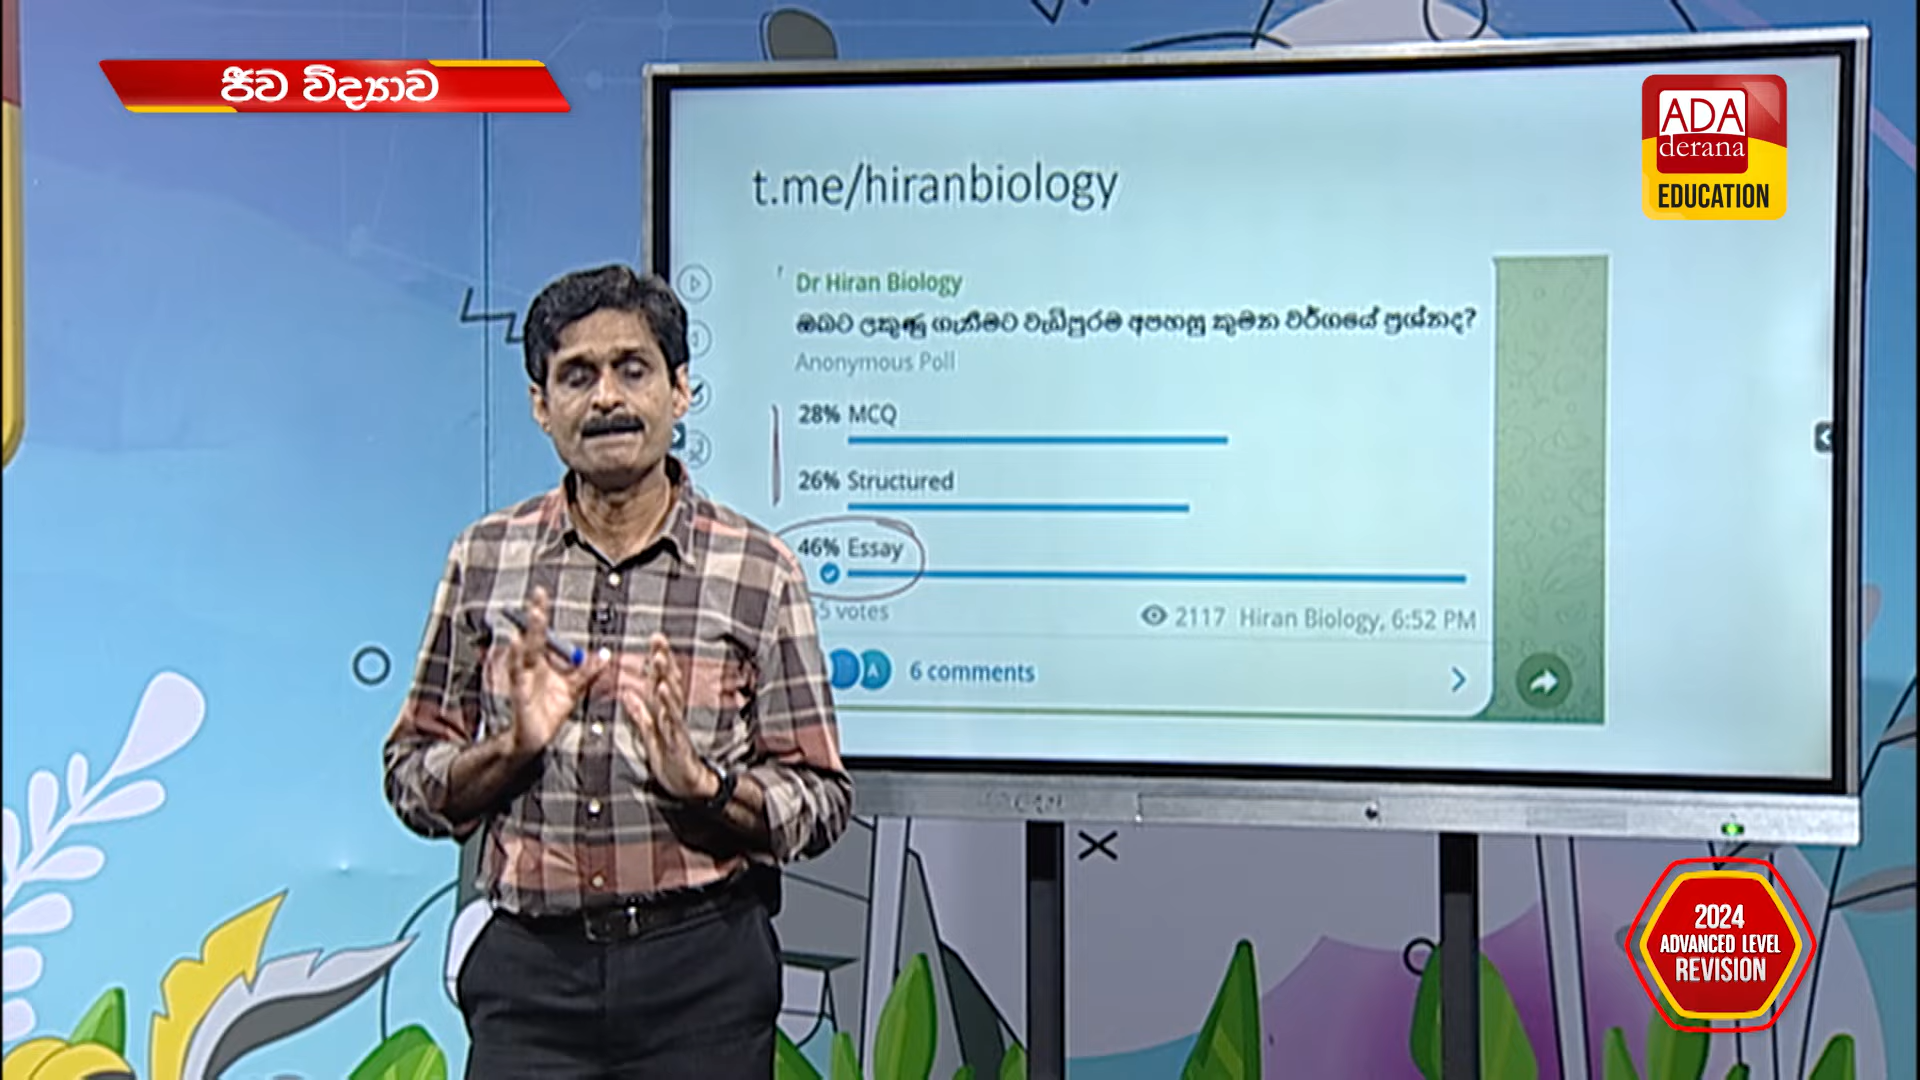 ජීව විද්‍යාව
ADA
derana
EDUCATION
t.me/hiranbiology
Dr Hiran Biology
ඔබට ලකුණු ගැනීමට වැඩිපුරම අපහසු කුමන වර්ගයේ ප්‍රශ්නද?
Anonymous Poll
28% MCQ
26% Structured
46% Essay
votes
2117 Hiran Biology, 6:52 PM
A
6 comments
2024
ADVANCED LEVEL
REVISION